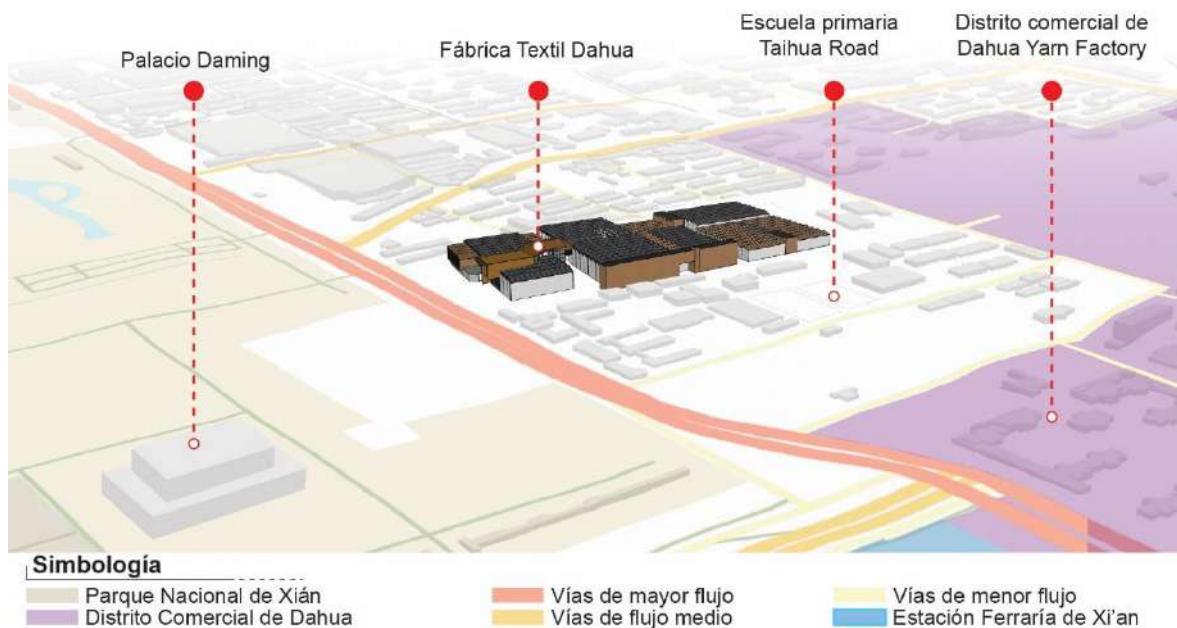 Palacio Daming
Fábrica Textil Dahua
Escuela primaria
Taihua Road
Distrito comercial de
Dahua Yarn Factory
Simbología
Parque Nacional de Xián
Distrito Comercial de Dahua
Vías de mayor flujo
Vías de flujo medio
Vías de menor flujo
Estación Ferraría de Xi'an